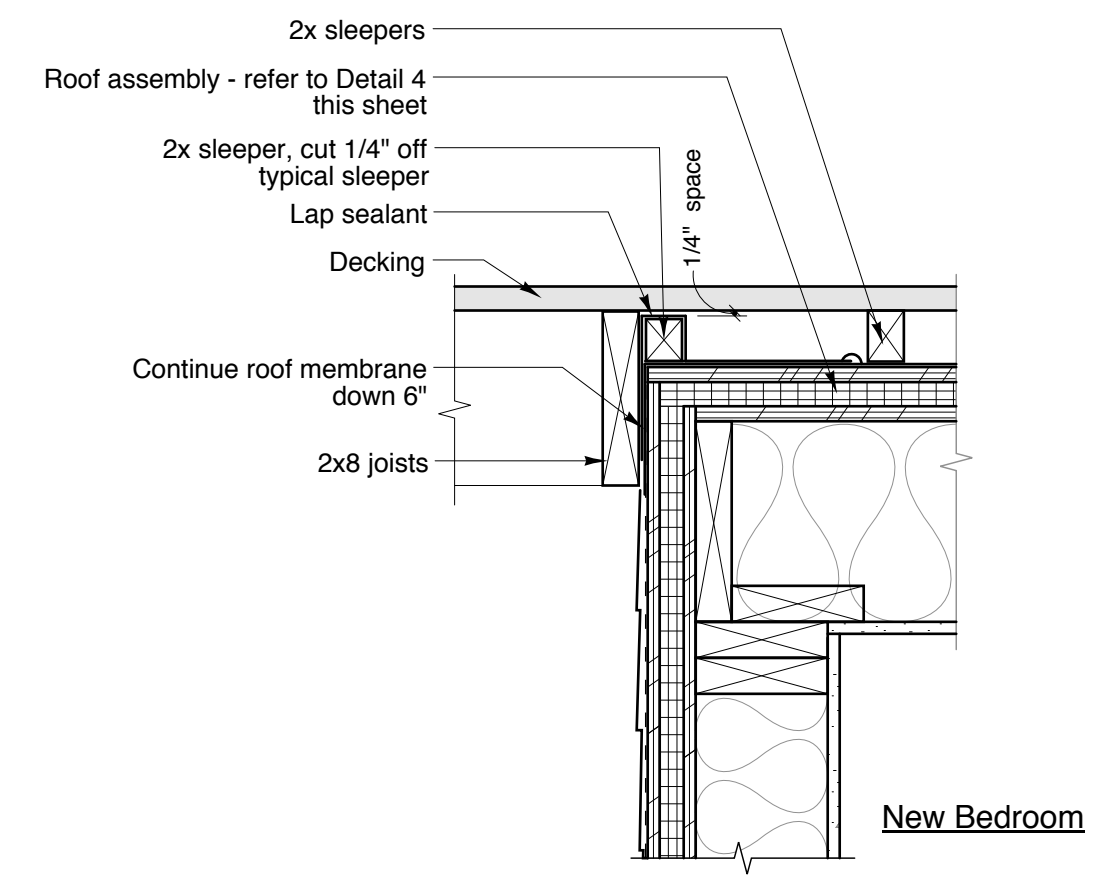 2x sleepers
Roof assembly - refer to Detail 4
this sheet
2x sleeper, cut 1/4" off
typical sleeper
Lap sealant
1/4" space
Decking
Continue roof membrane
down 6"
2x8 joists
New Bedroom